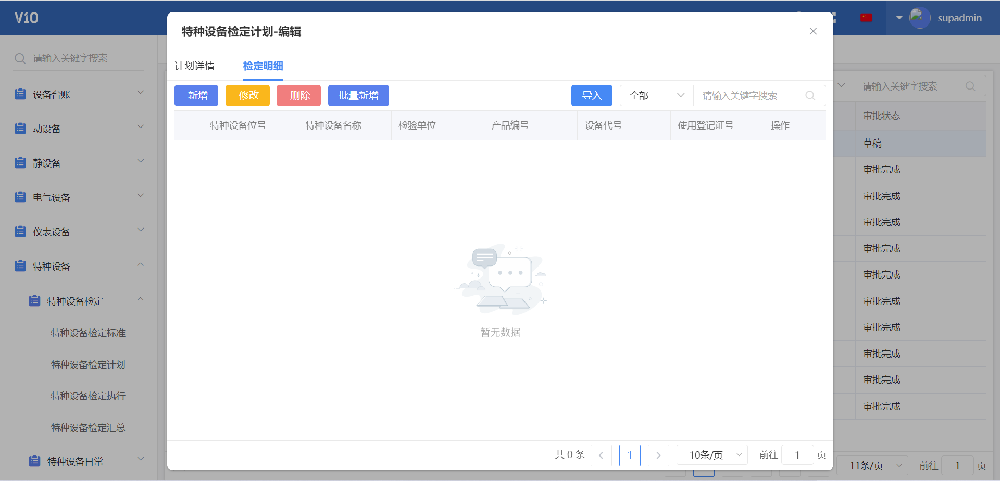 V10
supadmin
请输入关键字搜索
设备台账
动设备
静设备
电气设备
仪表设备
特种设备
特种设备检定
特种设备检定标准
特种设备检定计划
特种设备检定执行
特种设备检定汇总
特种设备日常
特种设备检定计划-编辑
计划详情 检定明细
新增 修改 删除 批量新增 导入 全部 请输入关键字搜索
特种设备位号 特种设备名称 检验单位 产品编号 设备代号 使用登记证号 操作
暂无数据
共 0 条 1 10条/页 前往 1 页
请输入关键字搜索
审批状态
草稿
审批完成
审批完成
审批完成
审批完成
审批完成
审批完成
审批完成
审批完成
审批完成
审批完成
11条/页 前往 1 页